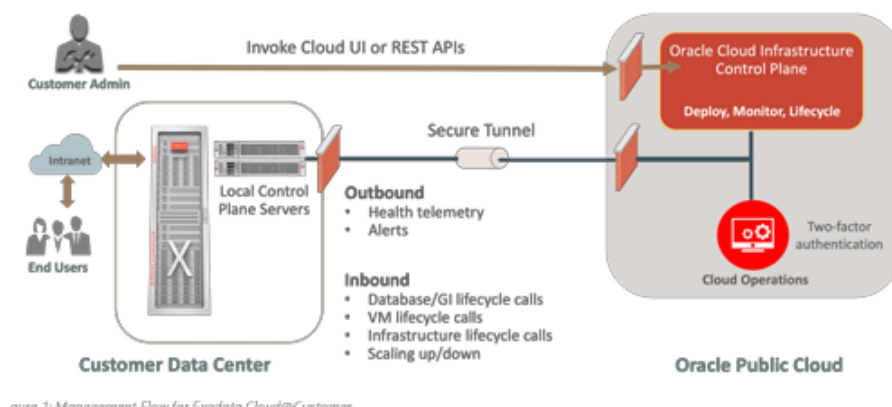 Customer Admin
Invoke Cloud UI or REST APIs
Oracle Cloud Infrastructure
Control Plane
Deploy, Monitor, Lifecycle
Intranet
End Users
Local Control
Plane Servers
X
Secure Tunnel
Outbound
• Health telemetry
• Alerts
Inbound
• Database/GI lifecycle calls
• VM lifecycle calls
• Infrastructure lifecycle calls
• Scaling up/down
Two-factor
authentication
Cloud Operations
Customer Data Center
Oracle Public Cloud
gure 1: Management Flow for Exadata Cloud@Customer